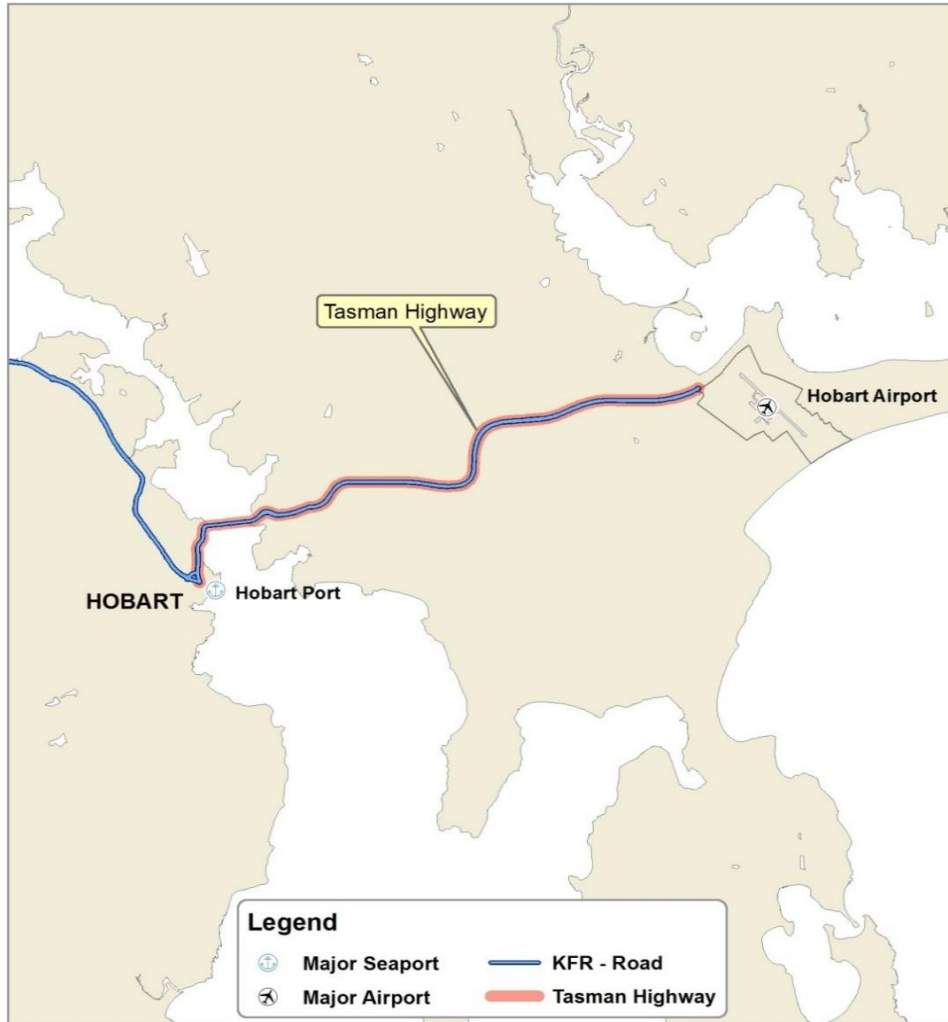 Tasman Highway
Hobart Airport
HOBART
Hobart Port
Legend
Major Seaport
KFR - Road
Major Airport
Tasman Highway